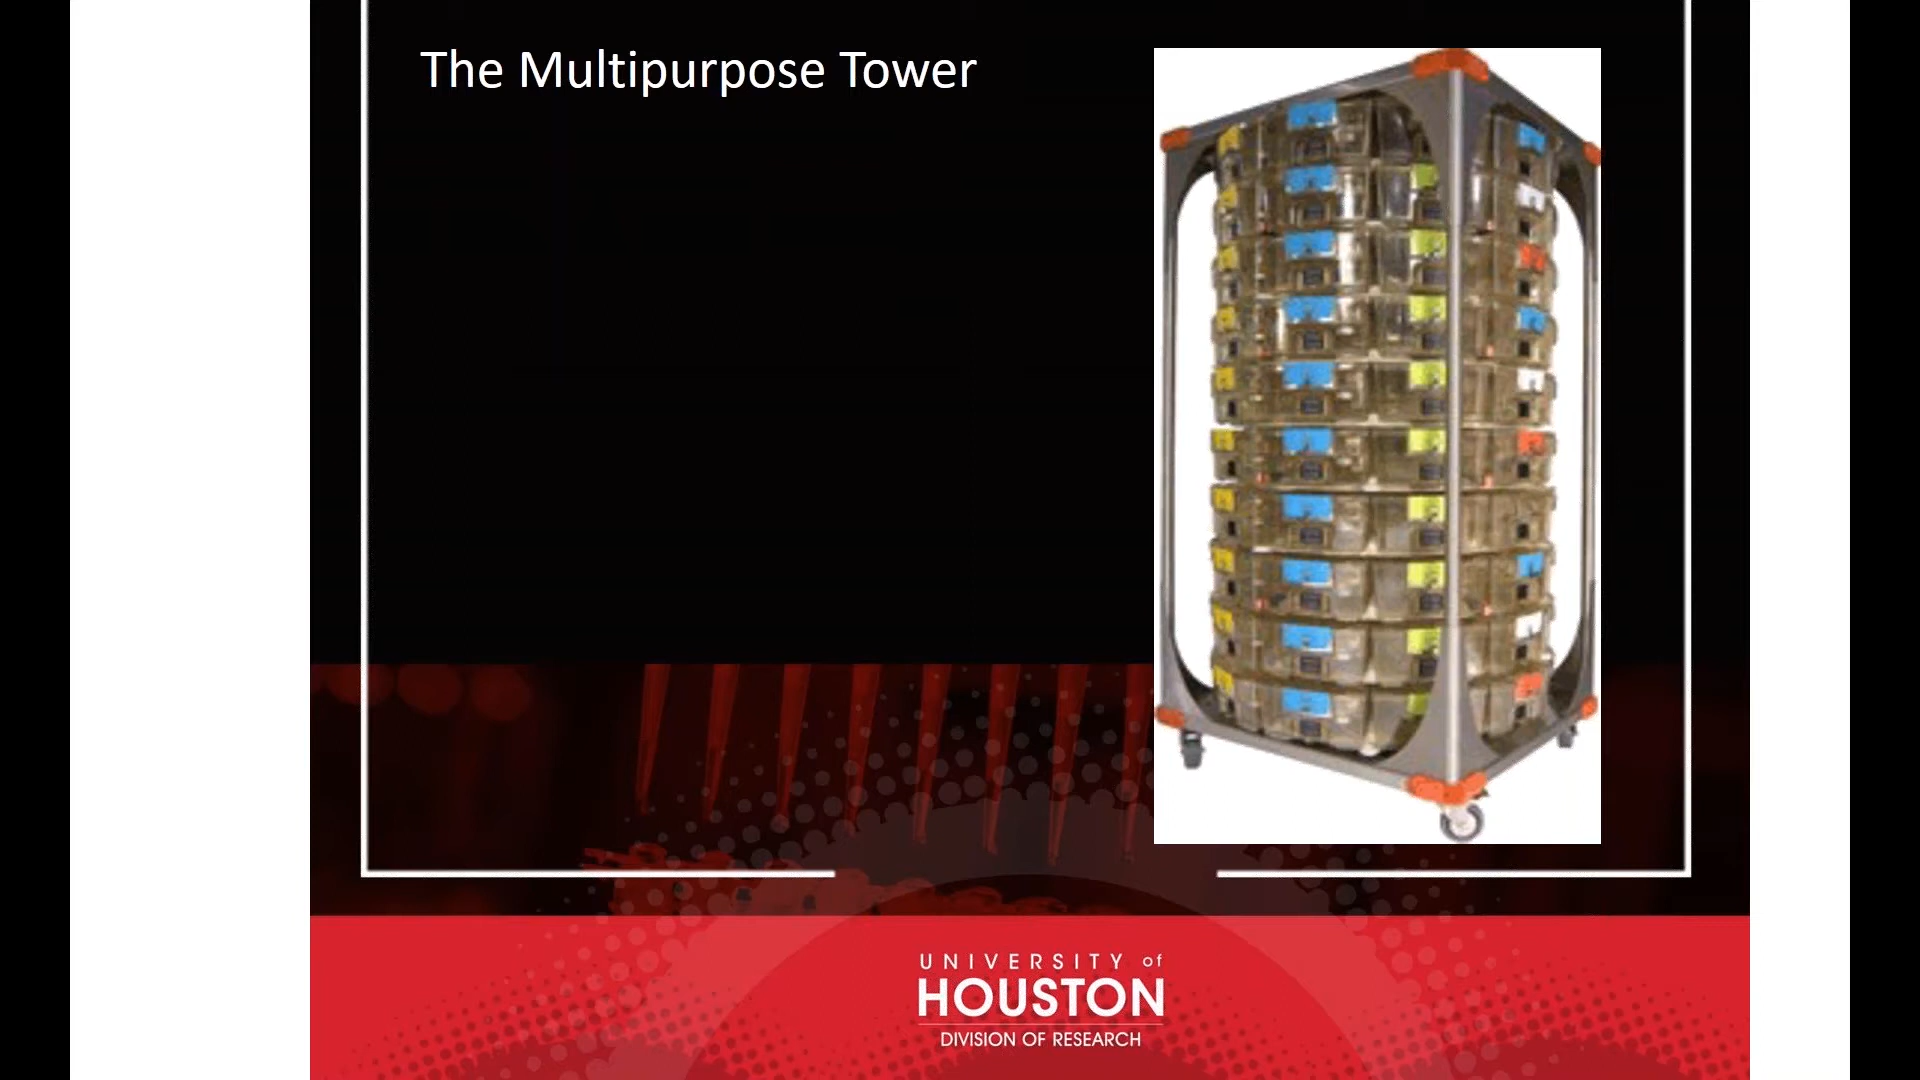 The Multipurpose Tower
UNIVERSITY of
HOUSTON
DIVISION OF RESEARCH